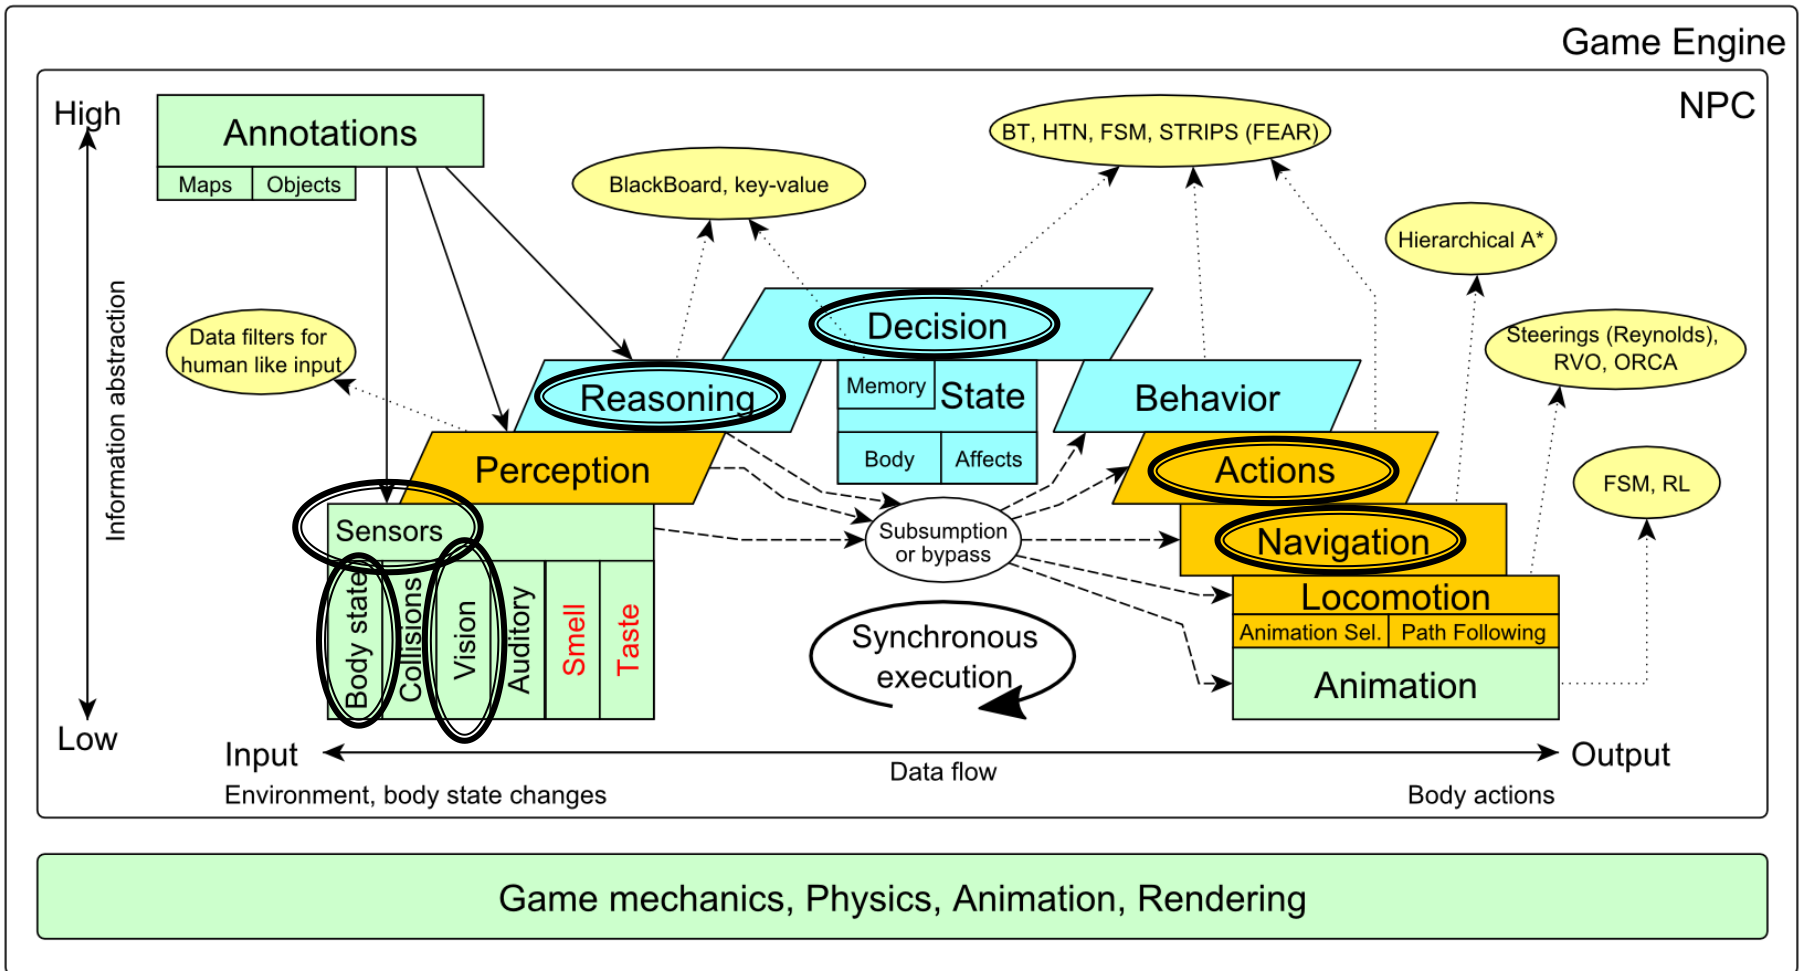 Game Engine
NPC
High
Annotations
Maps
Objects
BlackBoard, key-value
BT, HTN, FSM, STRIPS (FEAR)
Hierarchical A*
Information abstraction
Data filters for
human like input
Decision
Steerings (Reynolds),
RVO, ORCA
Reasoning
Memory
State
Behavior
Perception
Body
Affects
Actions
FSM, RL
Sensors
Subsumption
or bypass
Navigation
Body state
Collisions
Vision
Auditory
Smell
Taste
Locomotion
Animation Sel.
Path Following
Synchronous
execution
Animation
Low
Input
Data flow
Output
Environment, body state changes
Body actions
Game mechanics, Physics, Animation, Rendering